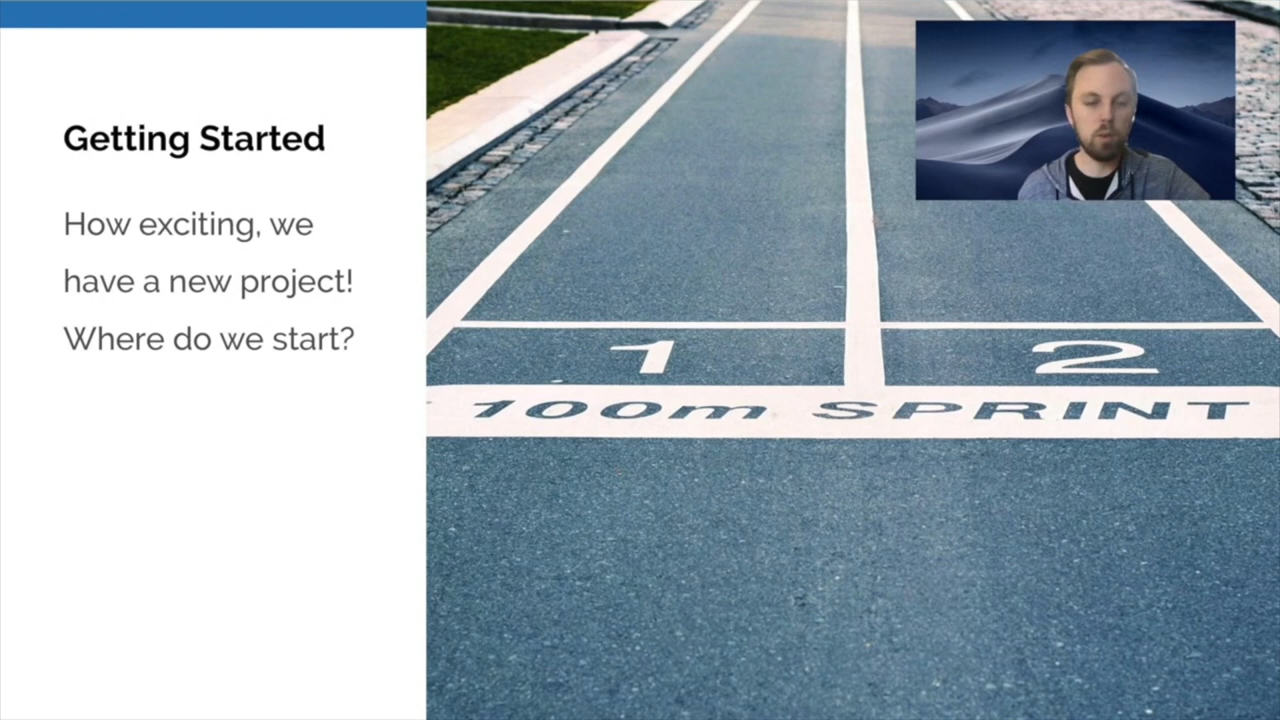 Getting Started
How exciting, we
have a new project!
Where do we start?
1 2
100m SPRINT